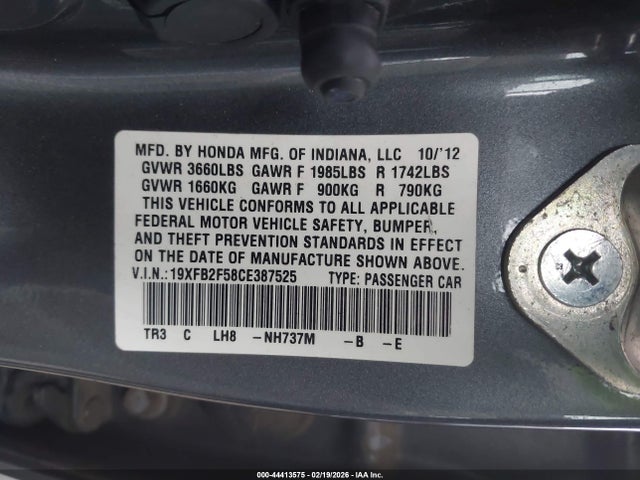 MFD. BY HONDA MFG. OF INDIANA, LLC 10/'12
GVWR 3660LBS GAWR F 1985LBS R 1742LBS
GVWR 1660KG GAWR F 900KG R 790KG
THIS VEHICLE CONFORMS TO ALL APPLICABLE
FEDERAL MOTOR VEHICLE SAFETY, BUMPER,
AND THEFT PREVENTION STANDARDS IN EFFECT
ON THE DATE OF MANUFACTURE SHOWN ABOVE.
V.I.N.:19XFB2F58CE387525 TYPE: PASSENGER CAR
TR3 C LH8 -NH737M -B -E
000-44413575 - 02/19/2026 - IAA Inc.